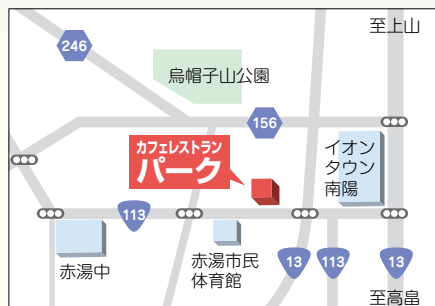 至上山
246
烏帽子山公園
156
カフェレストラン
パーク
イオン
タウン
南陽
113
赤湯中
赤湯市民
体育館
13
113
13
至高畠